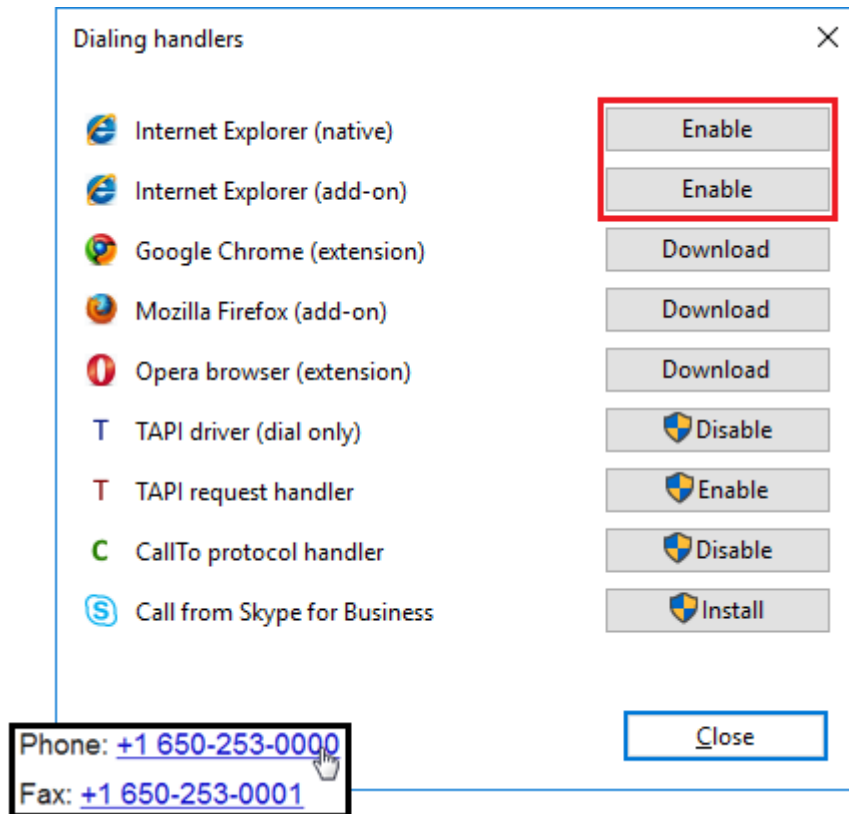 Dialing handlers
Internet Explorer (native) Enable
Internet Explorer (add-on) Enable
Google Chrome (extension) Download
Mozilla Firefox (add-on) Download
Opera browser (extension) Download
T TAPI driver (dial only) Disable
T TAPI request handler Enable
C CallTo protocol handler Disable
S Call from Skype for Business Install
Close
Phone: +1 650-253-0000
Fax: +1 650-253-0001